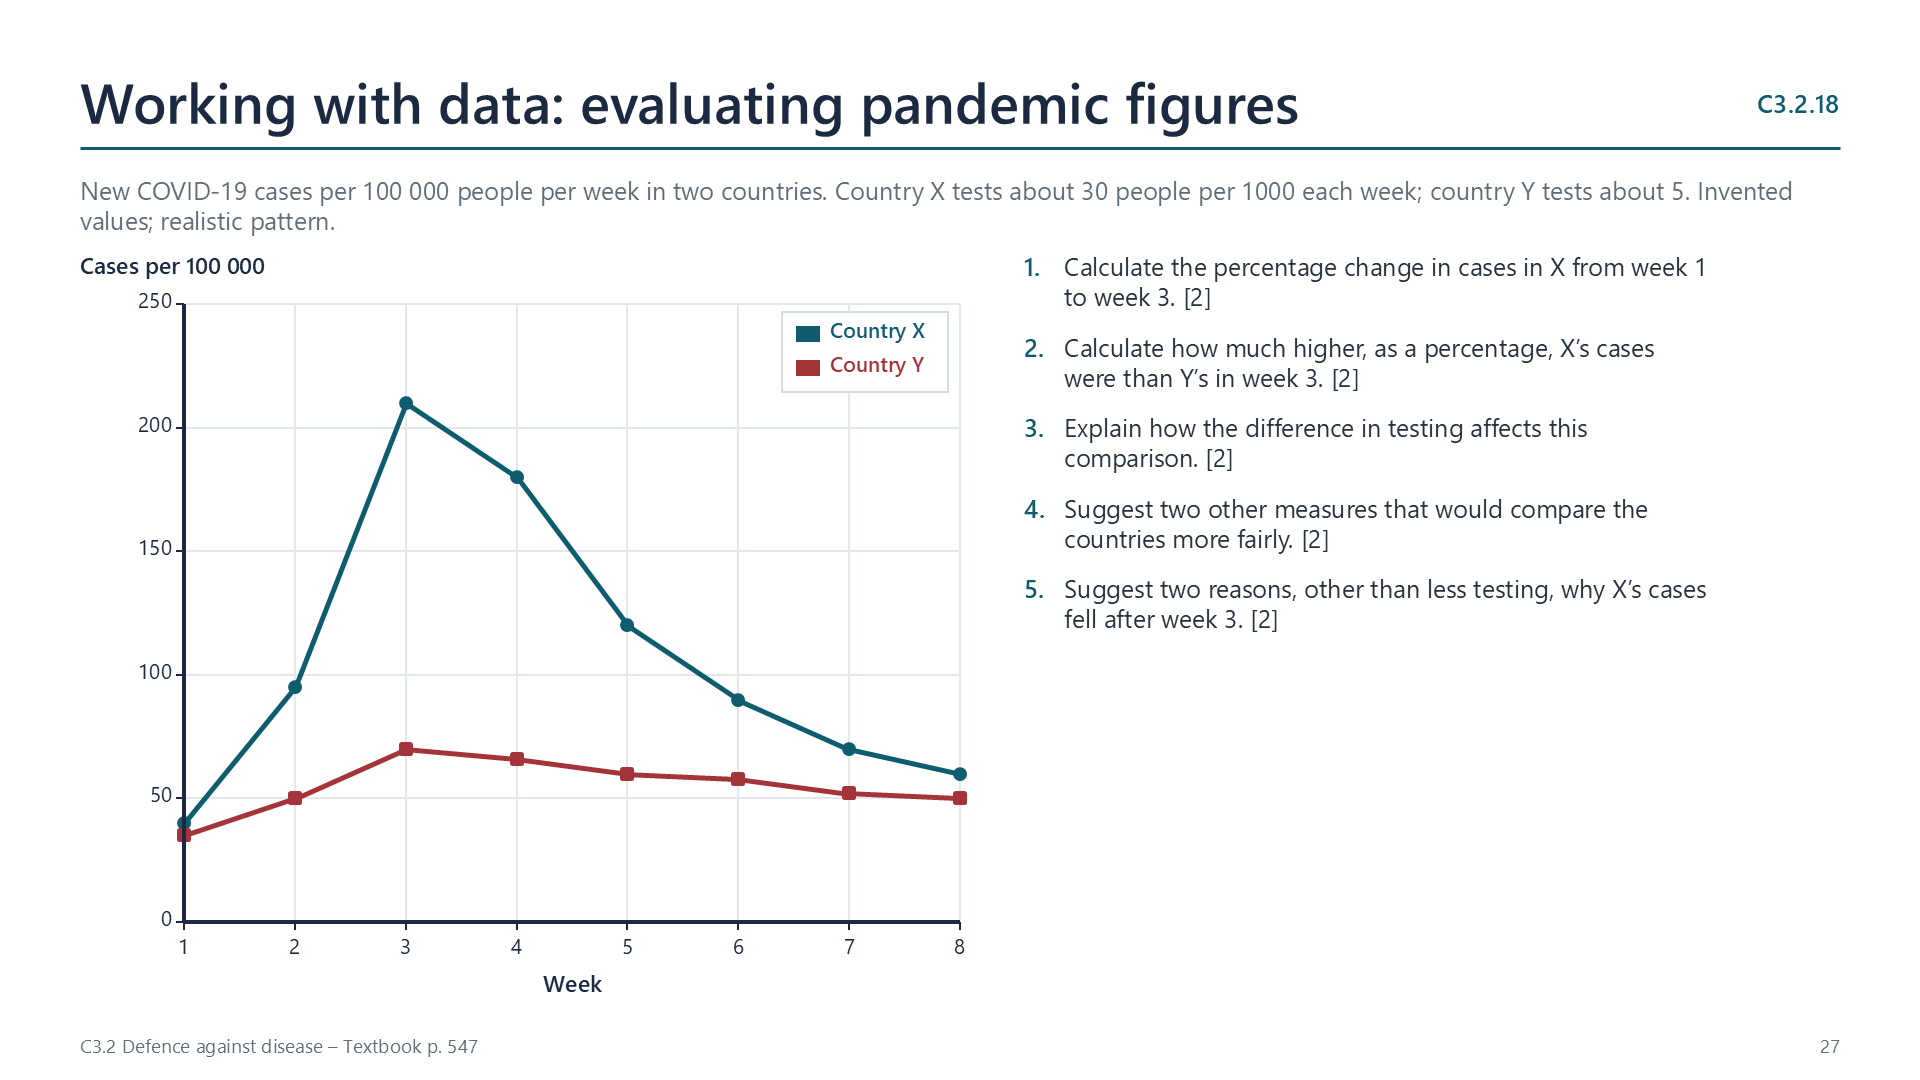 Working with data: evaluating pandemic figures
C3.2.18
New COVID-19 cases per 100 000 people per week in two countries. Country X tests about 30 people per 1000 each week; country Y tests about 5. Invented
values; realistic pattern.
Cases per 100 000
250
200
150
100
50
0
Country X
Country Y
1 2 3 4 5 6 7 8
Week
1. Calculate the percentage change in cases in X from week 1
to week 3. [2]
2. Calculate how much higher, as a percentage, X’s cases
were than Y’s in week 3. [2]
3. Explain how the difference in testing affects this
comparison. [2]
4. Suggest two other measures that would compare the
countries more fairly. [2]
5. Suggest two reasons, other than less testing, why X’s cases
fell after week 3. [2]
C3.2 Defence against disease – Textbook p. 547
27